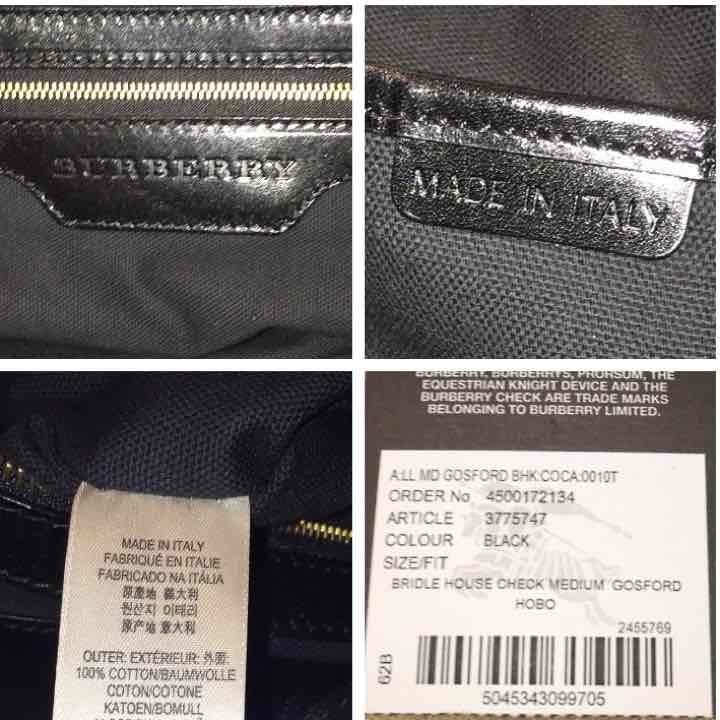 BURBERRY
MADE IN ITALY
MADE IN ITALY
FABRIQUÉ EN ITALIE
FABRICADO NA ITÁLIA
原產地 義大利
원산지 이태리
原产地 意大利
OUTER: EXTÉRIEUR: 外面:
100% COTTON/BAUMWOLLE
COTON/COTONE
KATOEN/BOMULL
BURBERRY, BURBERRYS, PRORSUM, THE
EQUESTRIAN KNIGHT DEVICE AND THE
BURBERRY CHECK ARE TRADE MARKS
BELONGING TO BURBERRY LIMITED.
A:LL MD GOSFORD BHK:COCA:0010T
ORDER No 4500172134
ARTICLE 3775747
COLOUR BLACK
SIZE/FIT
BRIDLE HOUSE CHECK MEDIUM GOSFORD
HOBO
2455769
62B
5045343099705